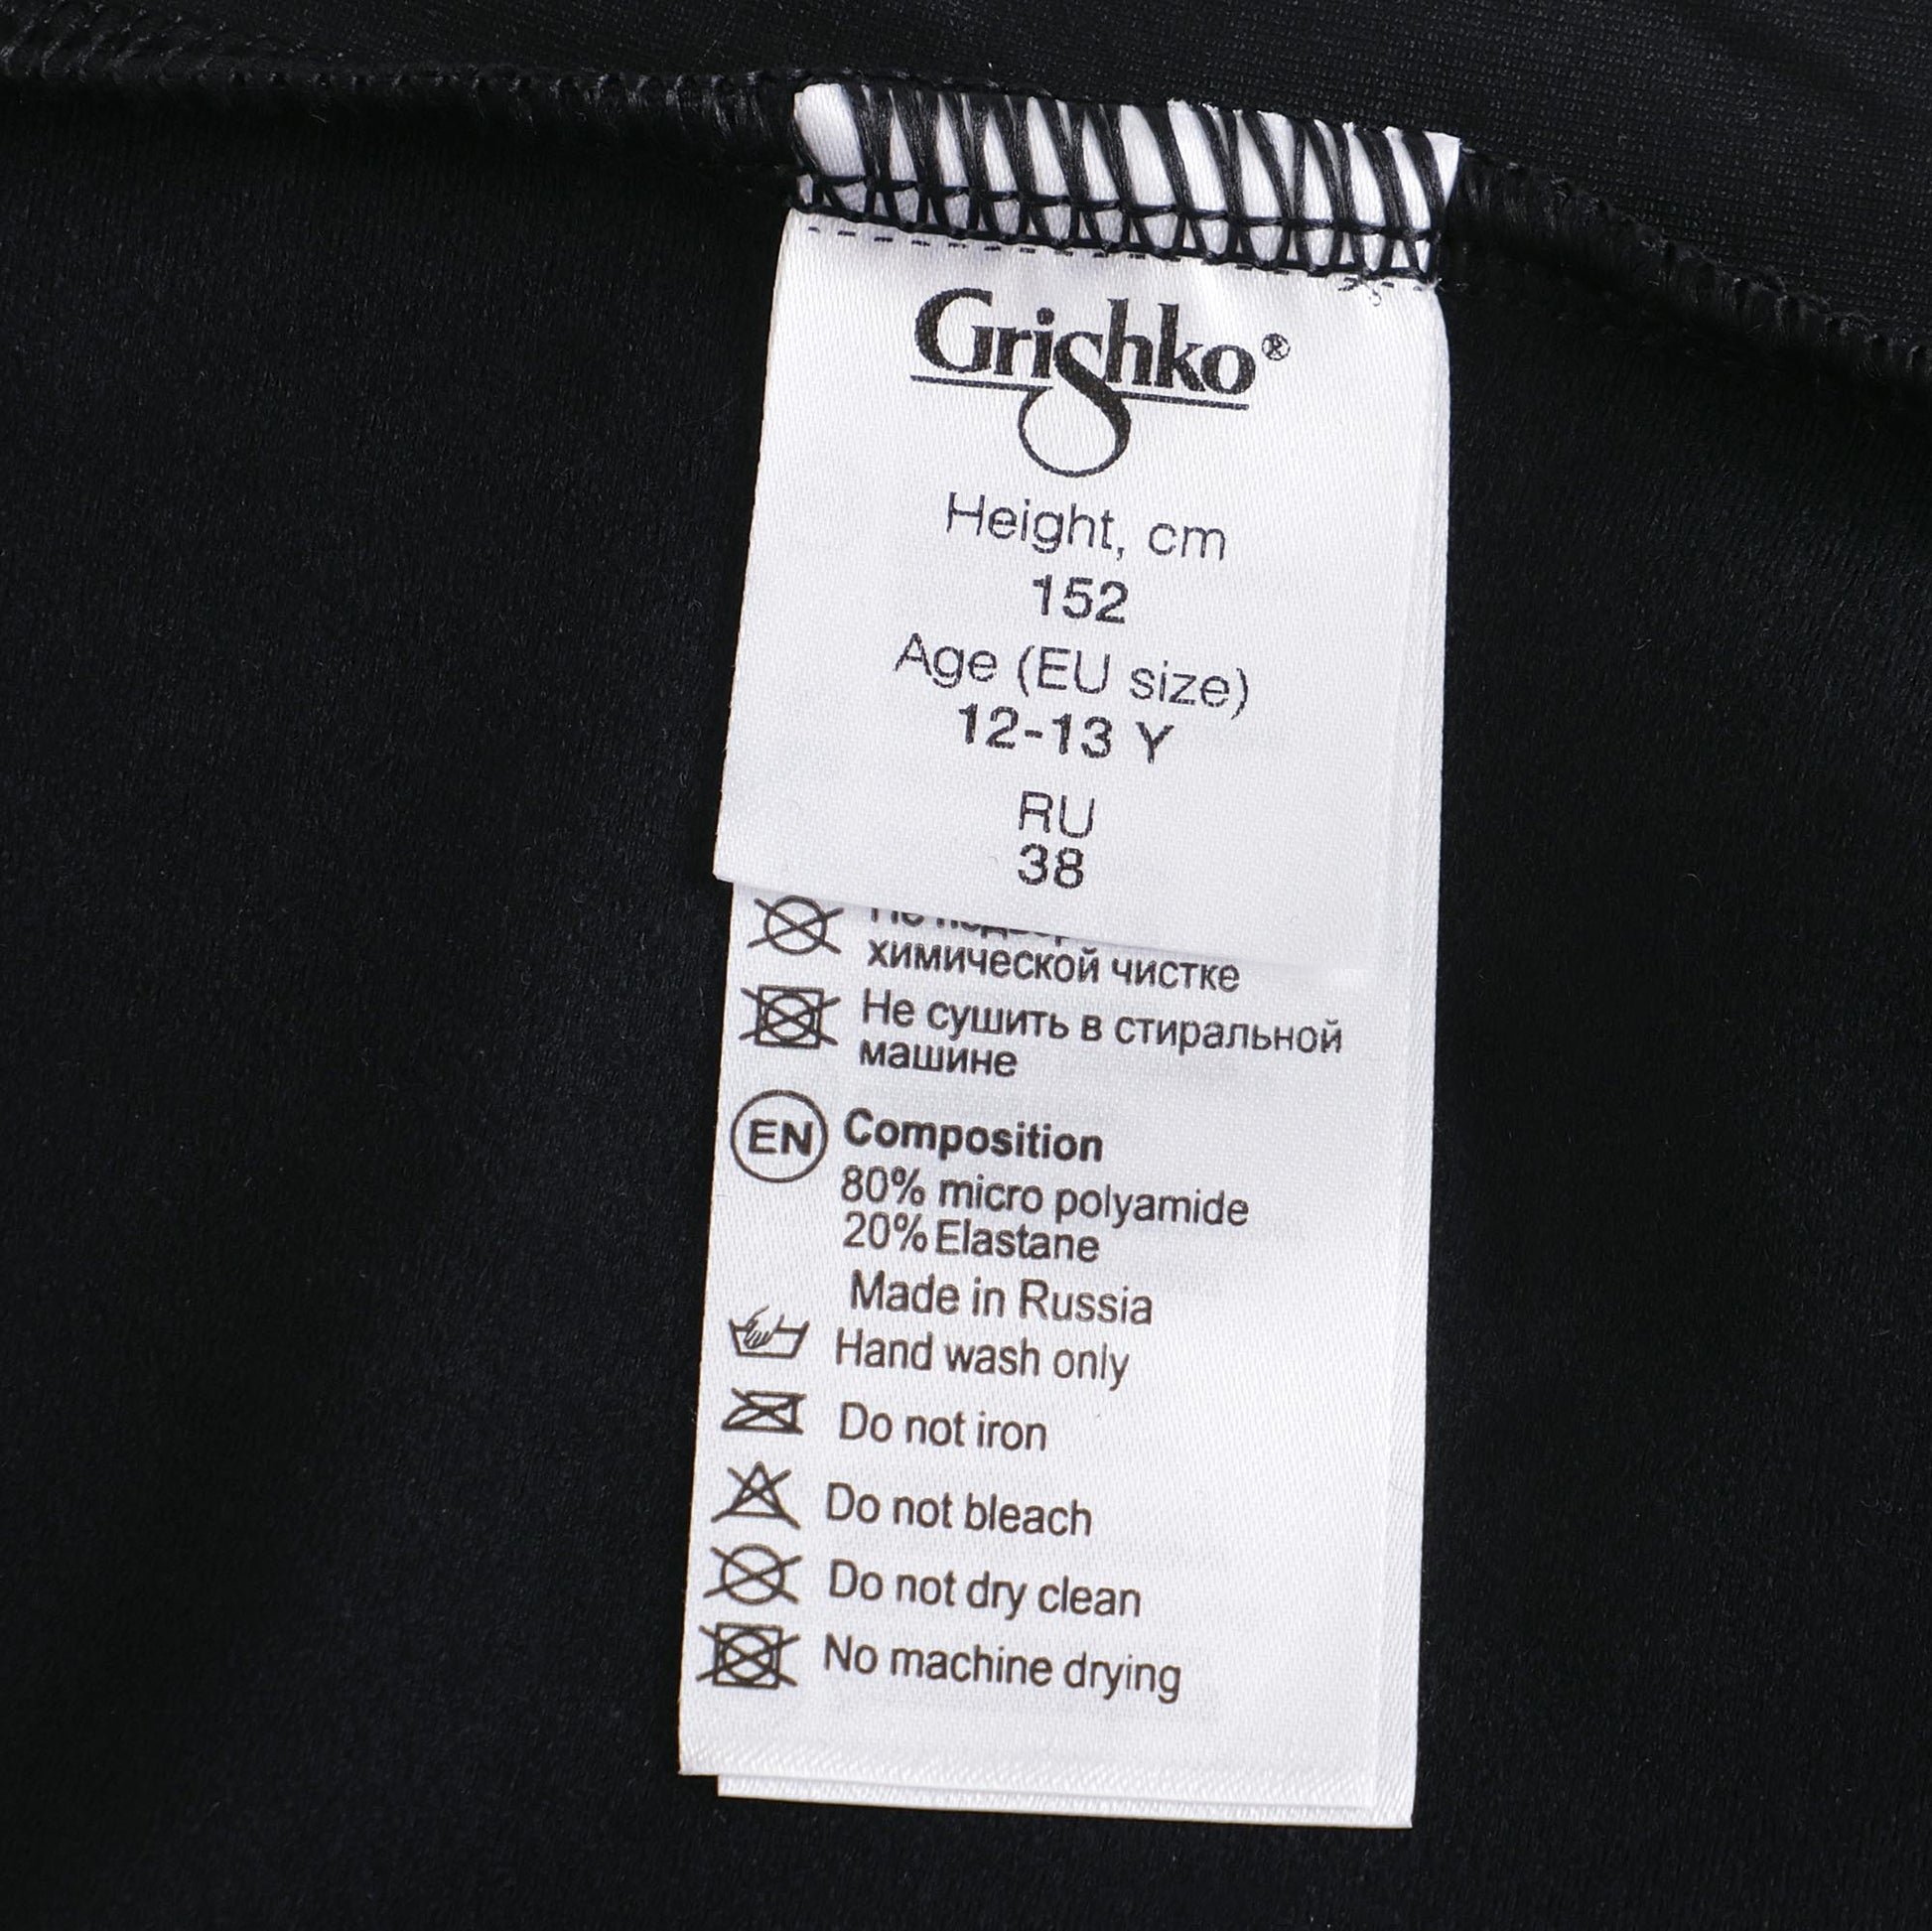 Grishko®
Height, cm
152
Age (EU size)
12-13 Y
RU
38
химической чистке
Не сушить в стиральной
машине
EN Composition
80% micro polyamide
20% Elastane
Made in Russia
Hand wash only
Do not iron
Do not bleach
Do not dry clean
No machine drying